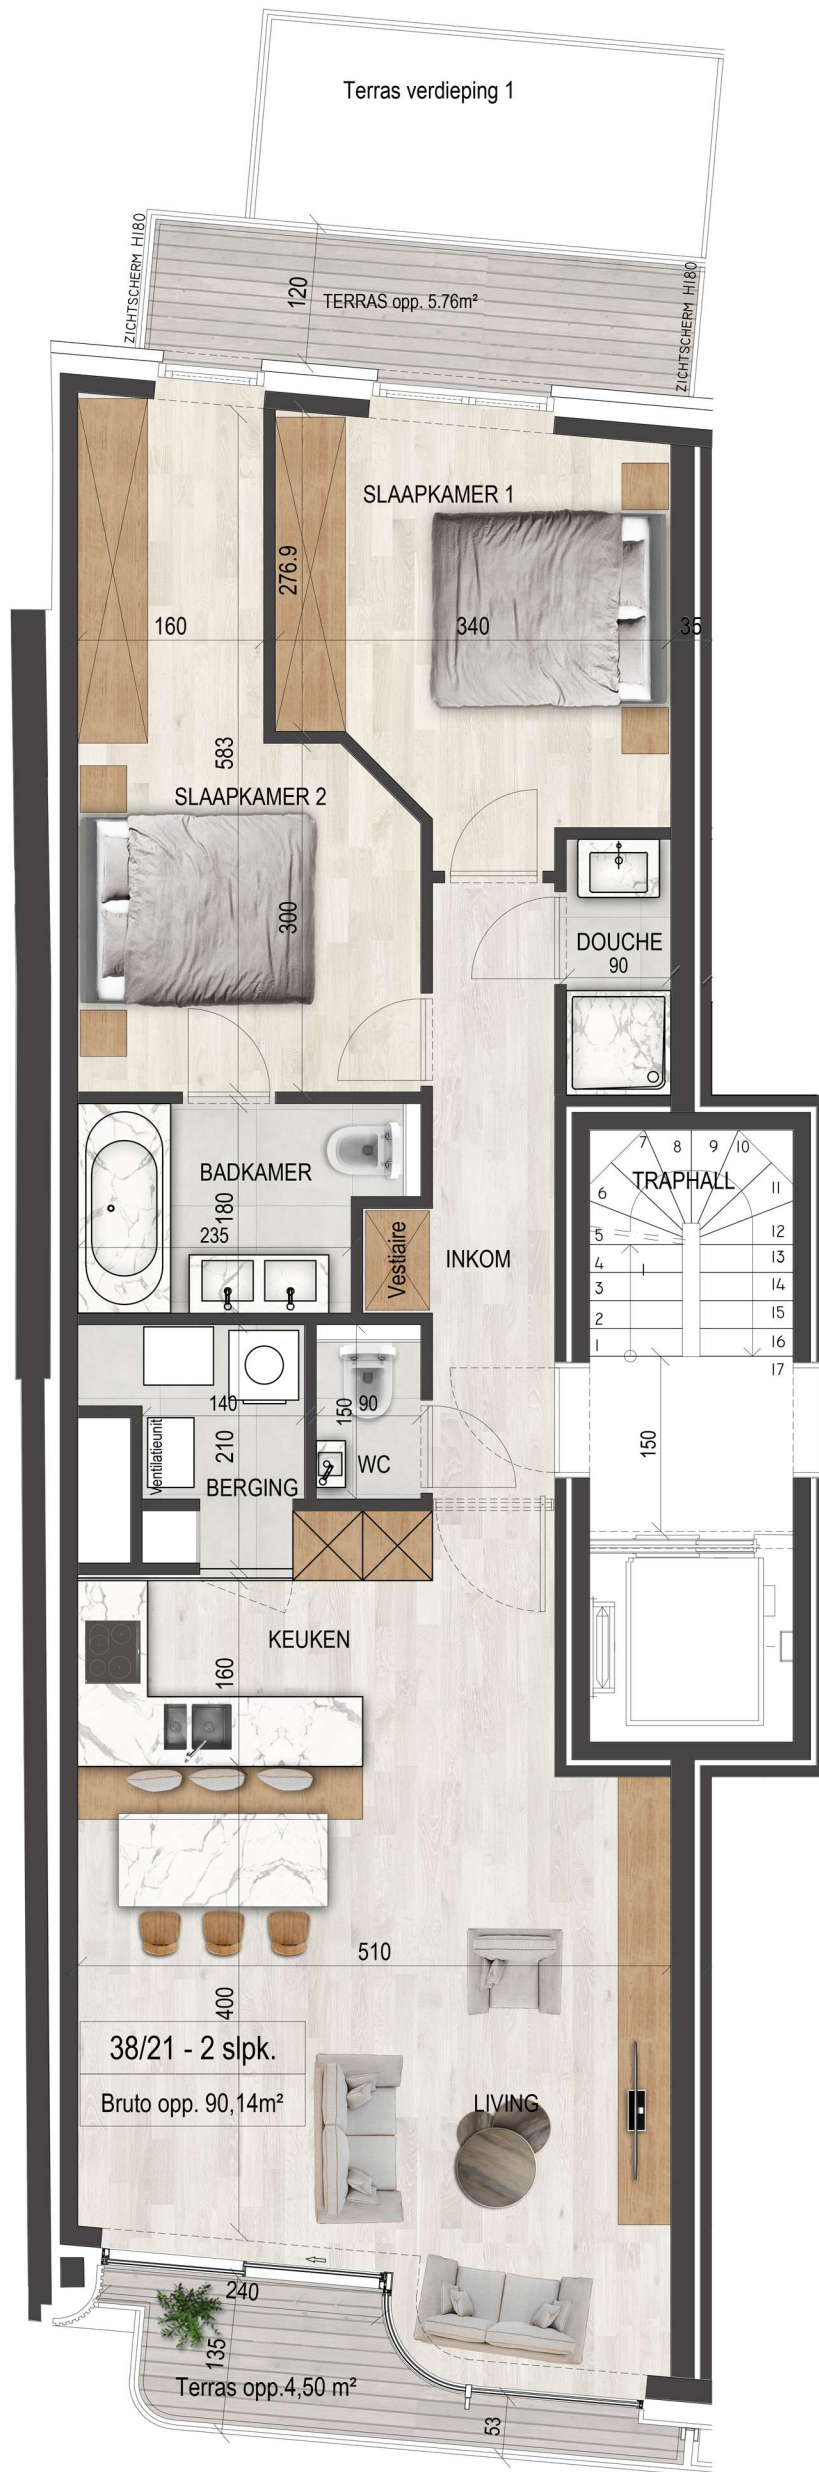 Terras verdieping 1
ZICHTSCHERM H180
ZICHTSCHERM H180
120
TERRAS opp. 5.76m²
SLAAPKAMER 1
276.9
160
340
35
583
SLAAPKAMER 2
300
DOUCHE
90
BADKAMER
180
235
Vestiaire
INKOM
TRAPHALL
7
8
9
10
6
11
5
12
4
13
3
14
2
15
1
16
17
1
140
150
90
Ventilatieunit
210
BERGING
WC
150
KEUKEN
160
510
400
38/21 - 2 slpk.
Bruto opp. 90,14m²
LIVING
240
135
Terras opp.4,50 m²
53